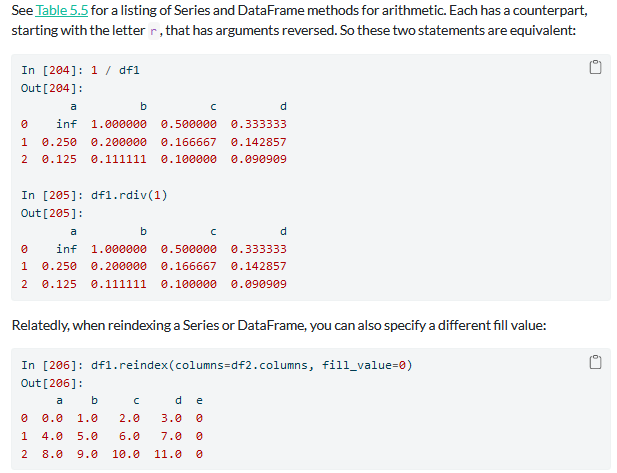 See Table 5.5 for a listing of Series and DataFrame methods for arithmetic. Each has a counterpart,
starting with the letter r, that has arguments reversed. So these two statements are equivalent:
In [204]: 1 / df1
Out[204]:
       a         b         c         d
0    inf  1.000000  0.500000  0.333333
1  0.250  0.200000  0.166667  0.142857
2  0.125  0.111111  0.100000  0.090909
In [205]: df1.rdiv(1)
Out[205]:
       a         b         c         d
0    inf  1.000000  0.500000  0.333333
1  0.250  0.200000  0.166667  0.142857
2  0.125  0.111111  0.100000  0.090909
Relatedly, when reindexing a Series or DataFrame, you can also specify a different fill value:
In [206]: df1.reindex(columns=df2.columns, fill_value=0)
Out[206]:
     a    b     c     d  e
0  0.0  1.0   2.0   3.0  0
1  4.0  5.0   6.0   7.0  0
2  8.0  9.0  10.0  11.0  0